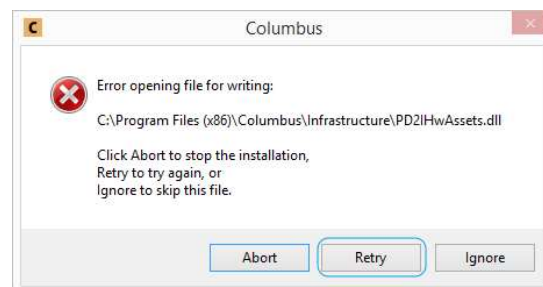 C
Columbus
Error opening file for writing:
C:\Program Files (x86)\Columbus\Infrastructure\PD2IHwAssets.dll
Click Abort to stop the installation,
Retry to try again, or
Ignore to skip this file.
Abort Retry Ignore